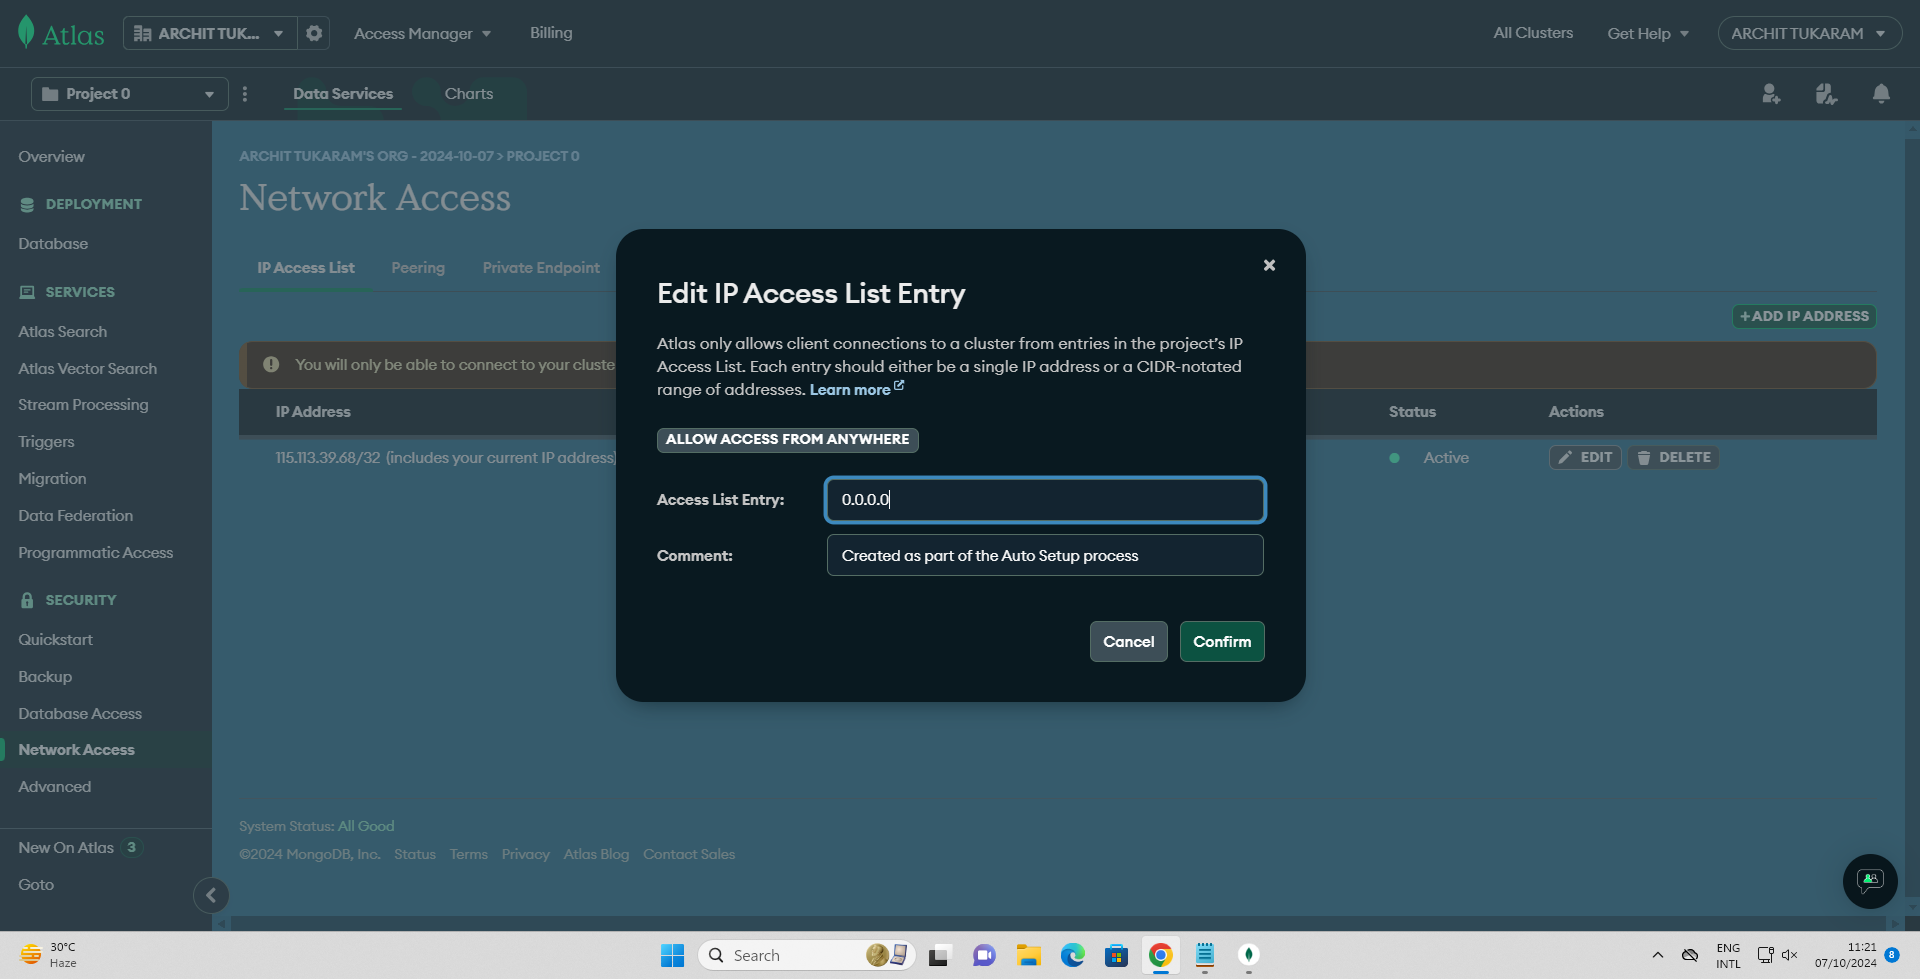 Atlas
ARCHIT TUK...
Access Manager
Billing
All Clusters
Get Help
ARCHIT TUKARAM
Project 0
Data Services
Charts
Overview
DEPLOYMENT
Database
SERVICES
Atlas Search
Atlas Vector Search
Stream Processing
Triggers
Migration
Data Federation
Programmatic Access
SECURITY
Quickstart
Backup
Database Access
Network Access
Advanced
New On Atlas 3
Goto
ARCHIT TUKARAM'S ORG - 2024-10-07 > PROJECT 0
Network Access
IP Access List
Peering
Private Endpoint
+ ADD IP ADDRESS
You will only be able to connect to your cluste
IP Address
Status
Actions
115.113.39.68/32 (includes your current IP address)
Active
EDIT
DELETE
Edit IP Access List Entry
Atlas only allows client connections to a cluster from entries in the project's IP
Access List. Each entry should either be a single IP address or a CIDR-notated
range of addresses. Learn more
ALLOW ACCESS FROM ANYWHERE
Access List Entry:
0.0.0.0
Comment:
Created as part of the Auto Setup process
Cancel
Confirm
System Status: All Good
©2024 MongoDB, Inc. Status Terms Privacy Atlas Blog Contact Sales
30°C
Haze
Search
ENG
INTL
11:21
07/10/2024
8